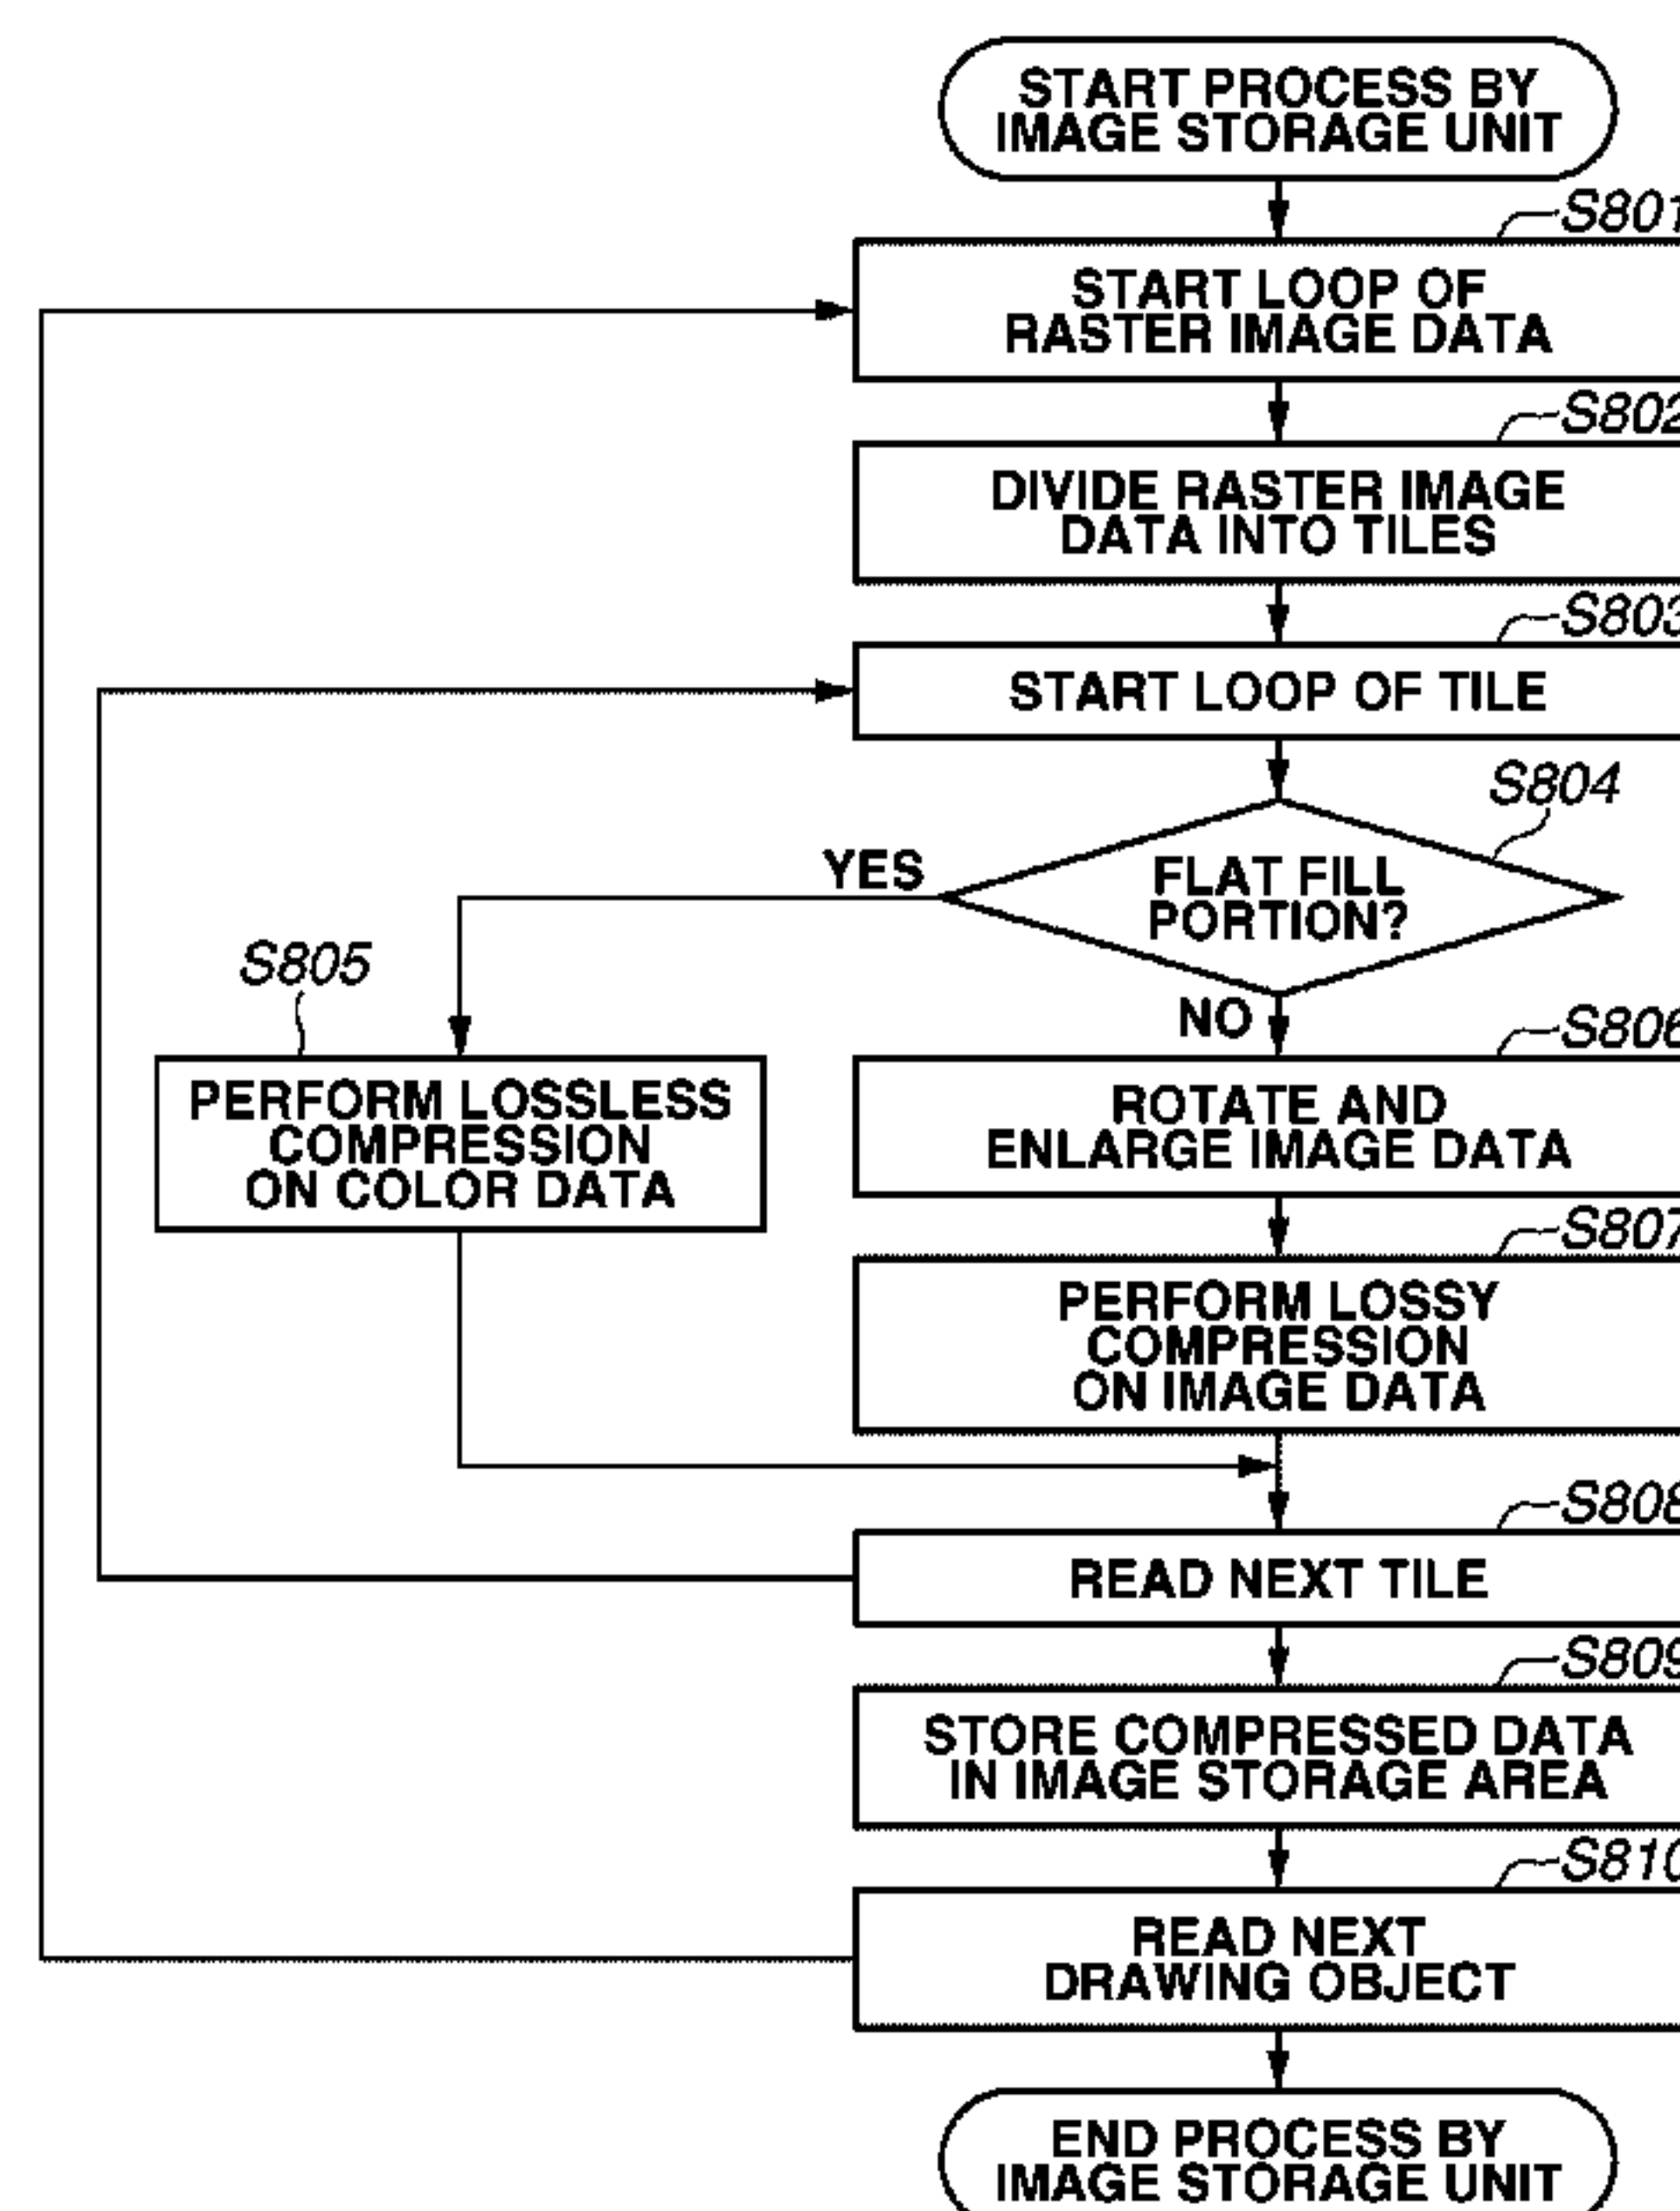 START PROCESS BY
IMAGE STORAGE UNIT
S801
START LOOP OF
RASTER IMAGE DATA
S802
DIVIDE RASTER IMAGE
DATA INTO TILES
S803
START LOOP OF TILE
S804
YES
FLAT FILL
PORTION?
S805
NO
S806
PERFORM LOSSLESS
COMPRESSION
ON COLOR DATA
ROTATE AND
ENLARGE IMAGE DATA
S807
PERFORM LOSSY
COMPRESSION
ON IMAGE DATA
S808
READ NEXT TILE
S809
STORE COMPRESSED DATA
IN IMAGE STORAGE AREA
S810
READ NEXT
DRAWING OBJECT
END PROCESS BY
IMAGE STORAGE UNIT